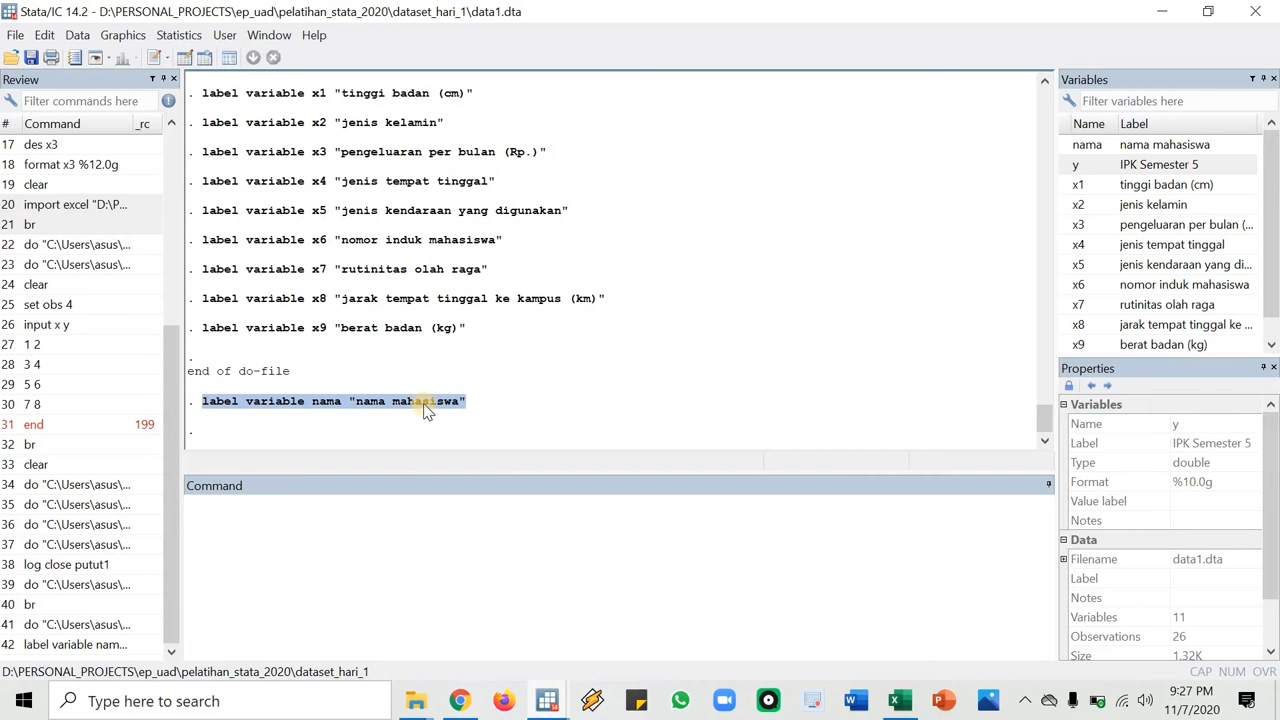 Stata/IC 14.2 - D:\PERSONAL_PROJECTS\ep_uad\pelatihan_stata_2020\dataset_hari_1\data1.dta
File Edit Data Graphics Statistics User Window Help
Review
Filter commands here
# Command _rc
17 des x3
18 format x3 %12.0g
19 clear
20 import excel "D:\P...
21 br
22 do "C:\Users\asus\...
23 do "C:\Users\asus\...
24 clear
25 set obs 4
26 input x y
27 1 2
28 3 4
29 5 6
30 7 8
31 end 199
32 br
33 clear
34 do "C:\Users\asus\...
35 do "C:\Users\asus\...
36 do "C:\Users\asus\...
37 do "C:\Users\asus\...
38 log close putut1
39 do "C:\Users\asus\...
40 br
41 do "C:\Users\asus\...
42 label variable nam...
. label variable x1 "tinggi badan (cm)"
. label variable x2 "jenis kelamin"
. label variable x3 "pengeluaran per bulan (Rp.)"
. label variable x4 "jenis tempat tinggal"
. label variable x5 "jenis kendaraan yang digunakan"
. label variable x6 "nomor induk mahasiswa"
. label variable x7 "rutinitas olah raga"
. label variable x8 "jarak tempat tinggal ke kampus (km)"
. label variable x9 "berat badan (kg)"
.
end of do-file
. label variable nama "nama mahasiswa"
.
Command
Variables
Filter variables here
Name Label
nama nama mahasiswa
y IPK Semester 5
x1 tinggi badan (cm)
x2 jenis kelamin
x3 pengeluaran per bulan (...
x4 jenis tempat tinggal
x5 jenis kendaraan yang di...
x6 nomor induk mahasiswa
x7 rutinitas olah raga
x8 jarak tempat tinggal ke ...
x9 berat badan (kg)
Properties
Variables
Name y
Label IPK Semester 5
Type double
Format %10.0g
Value label
Notes
Data
Filename data1.dta
Label
Notes
Variables 11
Observations 26
Size 1.32K
D:\PERSONAL_PROJECTS\ep_uad\pelatihan_stata_2020\dataset_hari_1
CAP NUM OVR
Type here to search
9:27 PM
11/7/2020